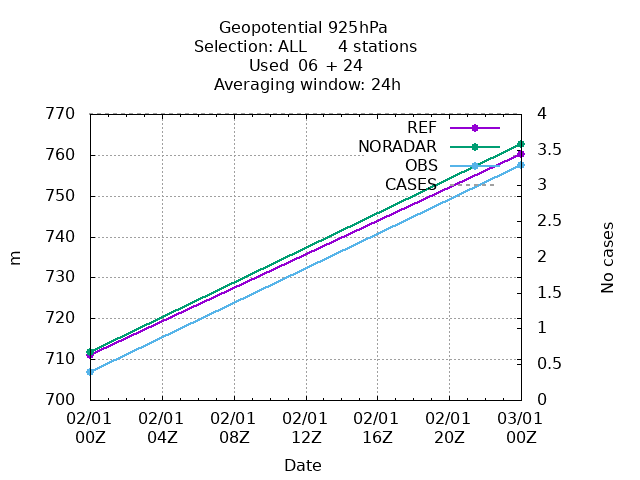 Geopotential 925hPa
Selection: ALL 4 stations
Used 06 + 24
Averaging window: 24h
770
760
750
740
730
720
710
700
m
4
3.5
3
2.5
2
1.5
1
0.5
0
No cases
REF
NORADAR
OBS
CASES
02/01 02/01 02/01 02/01 02/01 02/01 03/01
00Z 04Z 08Z 12Z 16Z 20Z 00Z
Date